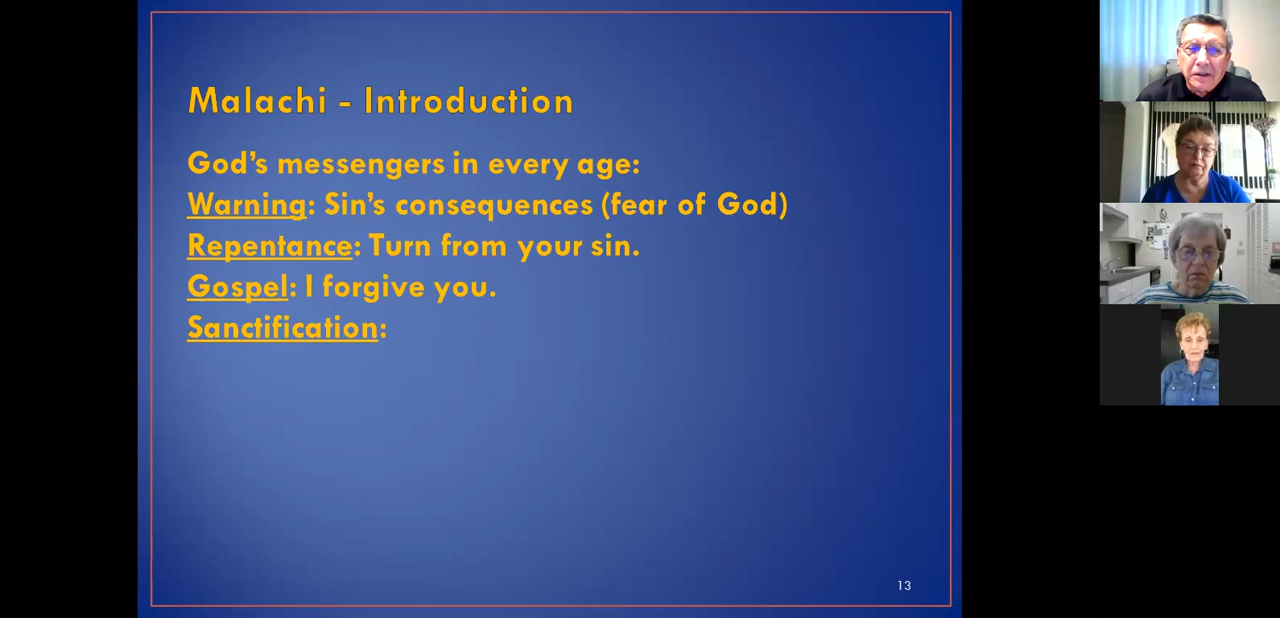 Malachi - Introduction
God’s messengers in every age:
Warning: Sin’s consequences (fear of God)
Repentance: Turn from your sin.
Gospel: I forgive you.
Sanctification:
13